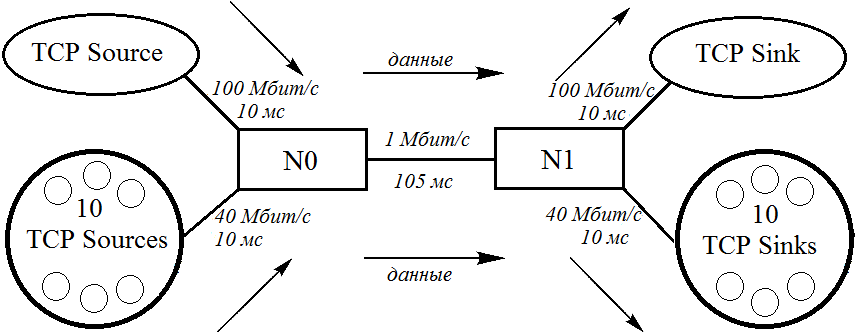 TCP Source
данные
TCP Sink
100 Мбит/с
10 мс
100 Мбит/с
10 мс
N0
1 Мбит/с
N1
105 мс
10
TCP Sources
40 Мбит/с
10 мс
40 Мбит/с
10 мс
10
TCP Sinks
данные